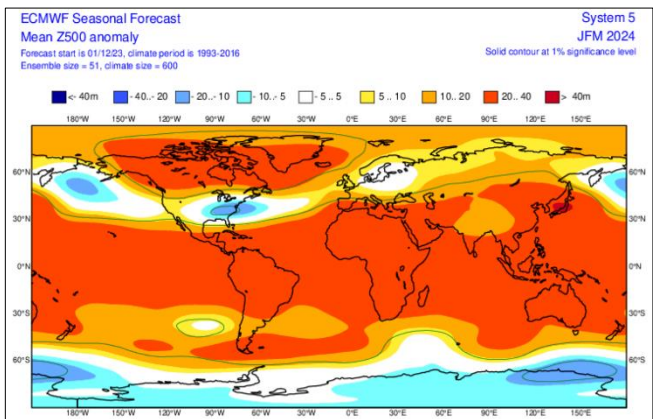 ECMWF Seasonal Forecast
System 5
Mean Z500 anomaly
JFM 2024
Forecast start is 01/12/23, climate period is 1993-2016
Solid contour at 1% significance level
Ensemble size = 51, climate size = 600
<- 40m - 40..- 20 - 20..- 10 - 10..- 5 - 5 .. 5 5 .. 10 10.. 20 20.. 40 > 40m
180°W 150°W 120°W 90°W 60°W 30°W 0°E 30°E 60°E 90°E 120°E 150°E
60°N 60°N
30°N 30°N
0°N 0°N
30°S 30°S
60°S 60°S
180°W 150°W 120°W 90°W 60°W 30°W 0°E 30°E 60°E 90°E 120°E 150°E